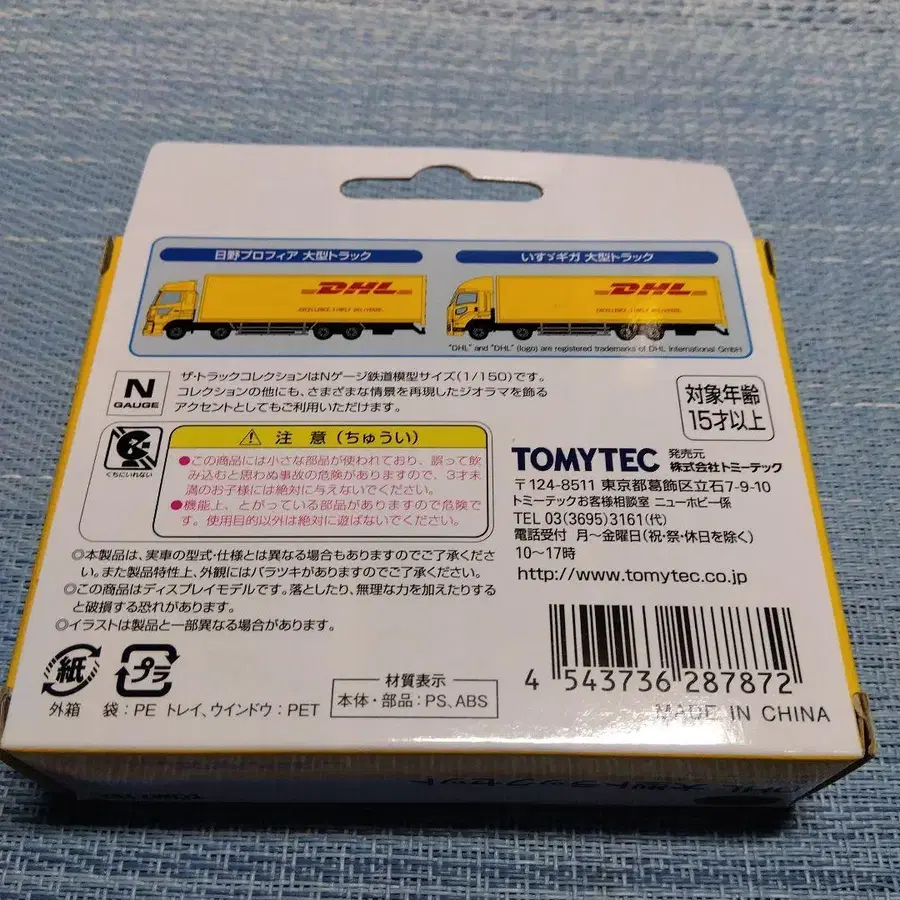 日野プロフィア 大型トラック
いすゞギガ 大型トラック
DHL
EXCELLENCE. SIMPLY DELIVERED.
DHL
EXCELLENCE. SIMPLY DELIVERED.
"DHL" and "DHL" (logo) are registered trademarks of DHL International GmbH
N
GAUGE
ザ・トラックコレクションはNゲージ鉄道模型サイズ(1/150)です。
コレクションの他にも、さまざまな情景を再現したジオラマを飾る
アクセントとしてもご利用いただけます。
対象年齢
15才以上
くちにいれない
注 意 (ちゅうい)
●この商品には小さな部品が使われており、誤って飲
み込むと思わぬ事故の危険がありますので、3才未
満のお子様には絶対に与えないでください。
●機能上、とがっている部品がありますので危険で
す。使用目的以外は絶対に遊ばないでください。
TOMYTEC
発売元
株式会社トミーテック
〒124-8511 東京都葛飾区立石7-9-10
トミーテックお客様相談室 ニューホビー係
TEL 03(3695)3161(代)
電話受付 月〜金曜日(祝・祭・休日を除く)
10〜17時
http://www.tomytec.co.jp
◎本製品は、実車の型式・仕様とは異なる場合もありますのでご了承くださ
い。また製品特性上、外観にはバラツキがありますのでご了承ください。
◎この商品はディスプレイモデルです。落としたり、無理な力を加えたりする
と破損する恐れがあります。
◎イラストは製品と一部異なる場合があります。
紙
プラ
外箱 袋:PE トレイ、ウインドウ:PET
材質表示
本体・部品:PS、ABS
4 543736 287872
MADE IN CHINA
TOMYTEC
大型トラックセット